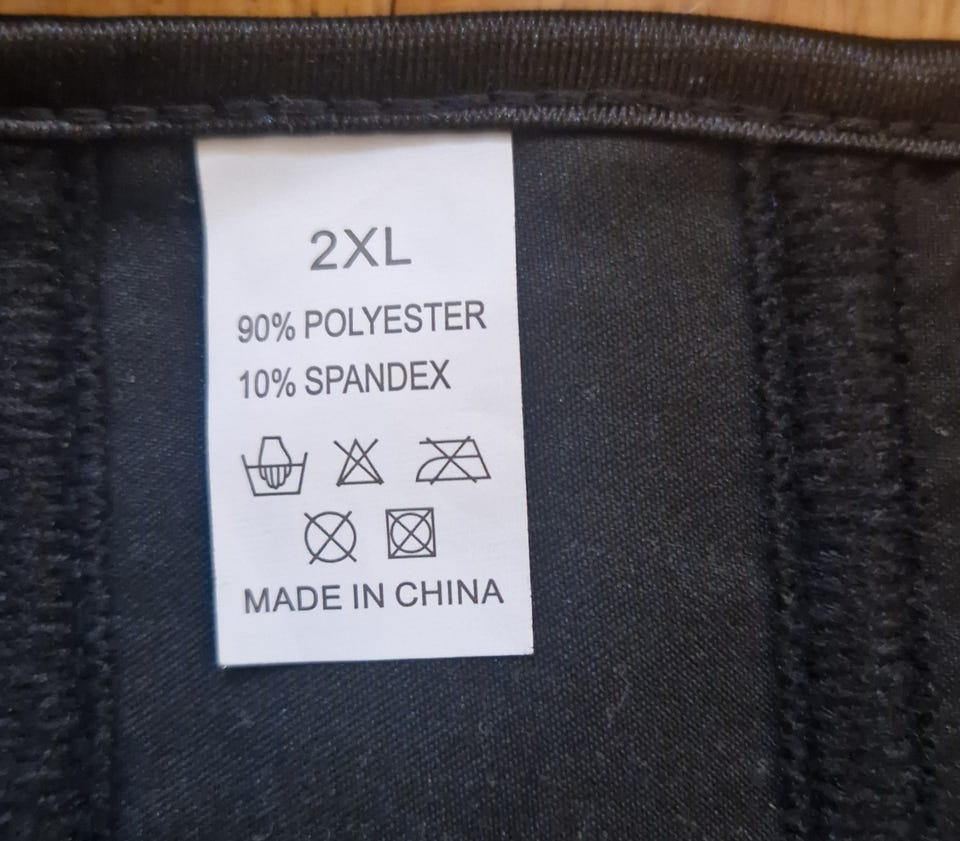 2XL
90% POLYESTER
10% SPANDEX
MADE IN CHINA